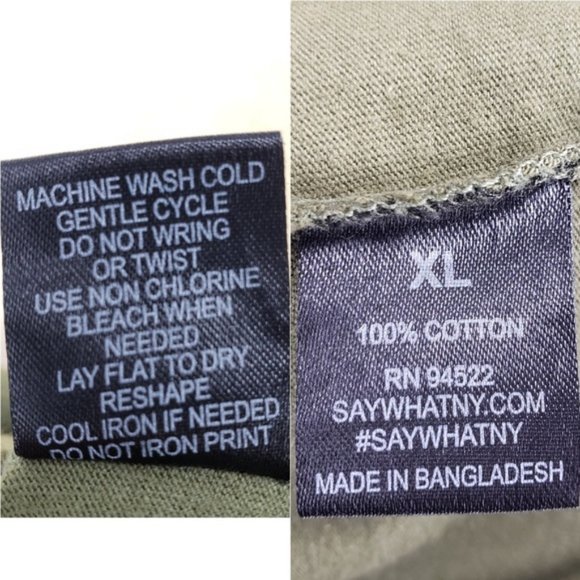 MACHINE WASH COLD
GENTLE CYCLE
DO NOT WRING
OR TWIST
USE NON CHLORINE
BLEACH WHEN
NEEDED
LAY FLAT TO DRY
RESHAPE
COOL IRON IF NEEDED
DO NOT IRON PRINT
XL
100% COTTON
RN 94522
SAYWHATNY.COM
#SAYWHATNY
MADE IN BANGLADESH